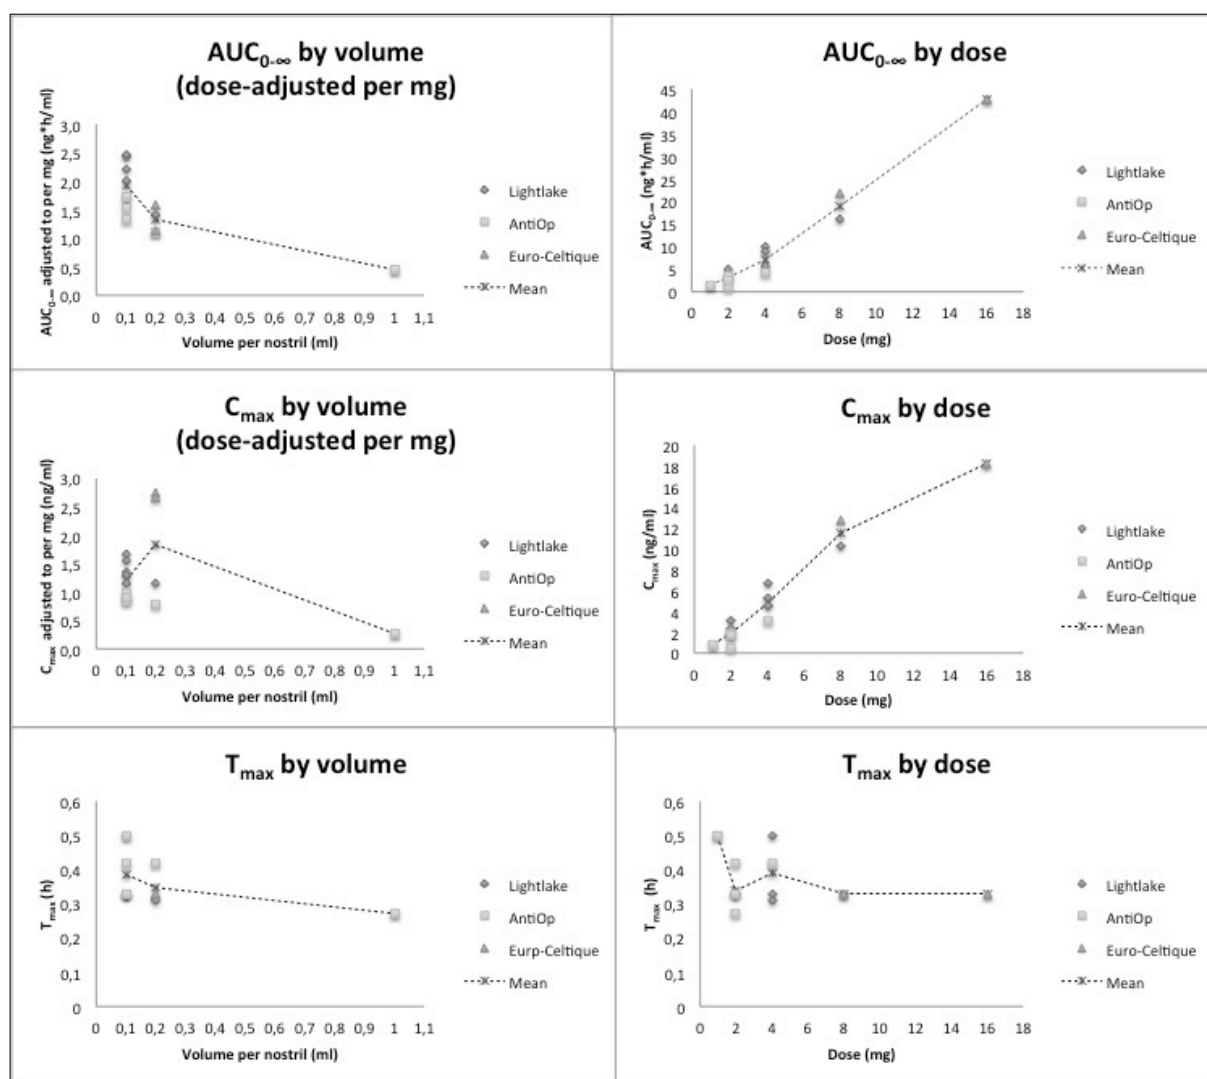 AUC0-∞ by volume
(dose-adjusted per mg)
AUC0-∞ adjusted to per mg (ng*h/ml)
3,0
2,5
2,0
1,5
1,0
0,5
0,0
0 0,1 0,2 0,3 0,4 0,5 0,6 0,7 0,8 0,9 1 1,1
Volume per nostril (ml)
Lightlake
AntiOp
Euro-Celtique
Mean
AUC0-∞ by dose
AUC0-∞ (ng*h/ml)
45
40
35
30
25
20
15
10
5
0
0 2 4 6 8 10 12 14 16 18
Dose (mg)
Lightlake
AntiOp
Euro-Celtique
Mean
Cmax by volume
(dose-adjusted per mg)
Cmax adjusted to per mg (ng/ml)
3,0
2,5
2,0
1,5
1,0
0,5
0,0
0 0,1 0,2 0,3 0,4 0,5 0,6 0,7 0,8 0,9 1 1,1
Volume per nostril (ml)
Lightlake
AntiOp
Euro-Celtique
Mean
Cmax by dose
Cmax (ng/ml)
20
18
16
14
12
10
8
6
4
2
0
0 2 4 6 8 10 12 14 16 18
Dose (mg)
Lightlake
AntiOp
Euro-Celtique
Mean
Tmax by volume
Tmax (h)
0,6
0,5
0,4
0,3
0,2
0,1
0
0 0,1 0,2 0,3 0,4 0,5 0,6 0,7 0,8 0,9 1 1,1
Volume per nostril (ml)
Lightlake
AntiOp
Eurp-Celtique
Mean
Tmax by dose
Tmax (h)
0,6
0,5
0,4
0,3
0,2
0,1
0
0 2 4 6 8 10 12 14 16 18
Dose (mg)
Lightlake
AntiOp
Euro-Celtique
Mean